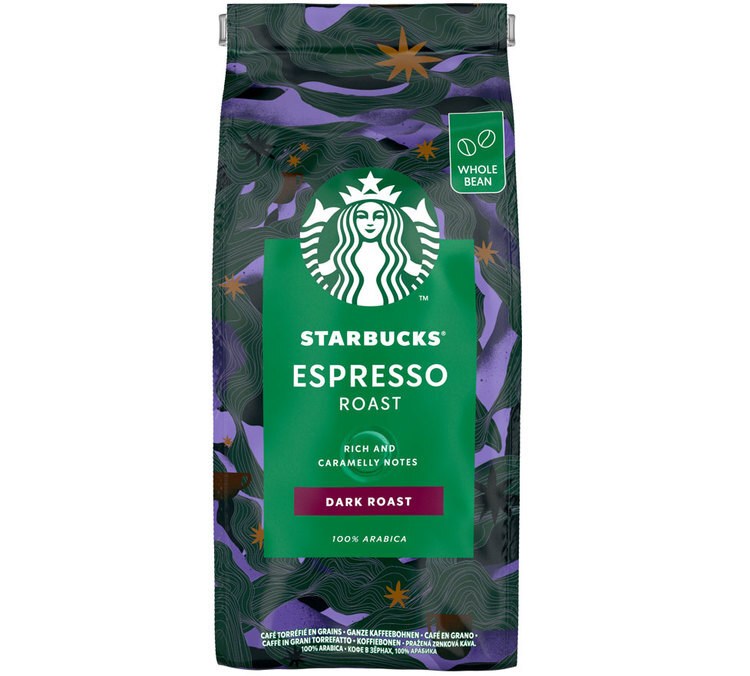 WHOLE
BEAN
™
STARBUCKS®
ESPRESSO
ROAST
RICH AND
CARAMELLY NOTES
DARK ROAST
100% ARABICA
CAFÉ TORRÉFIÉ EN GRAINS • GANZE KAFFEEBOHNEN • CAFÉ EN GRANO •
CAFFÈ IN GRANI TORREFATTO • KOFFIEBONEN • PRAŽENÁ ZRNKOVÁ KÁVA.
100% ARABICA • КОФЕ В ЗЁРНАХ, 100% АРАБИКА